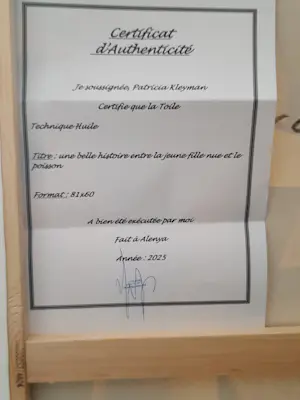 Certificat
d'Authenticité
Je soussignée, Patricia Kleyman
Certifie que la Toile
Technique Huile
Titre : une belle histoire entre la jeune fille nue et le
poisson
Format : 81x60
A bien été exécutée par moi
Fait à Alenya
Année : 2025